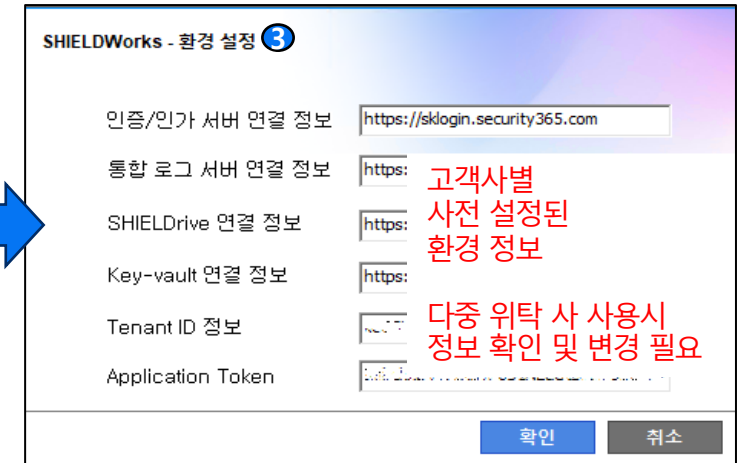 SHIELDWorks - 환경 설정 3
인증/인가 서버 연결 정보 https://sklogin.security365.com
통합 로그 서버 연결 정보 https:
SHIELDrive 연결 정보 https:
Key-vault 연결 정보 https:
Tenant ID 정보
Application Token
고객사별
사전 설정된
환경 정보
다중 위탁 사 사용시
정보 확인 및 변경 필요
확인 취소